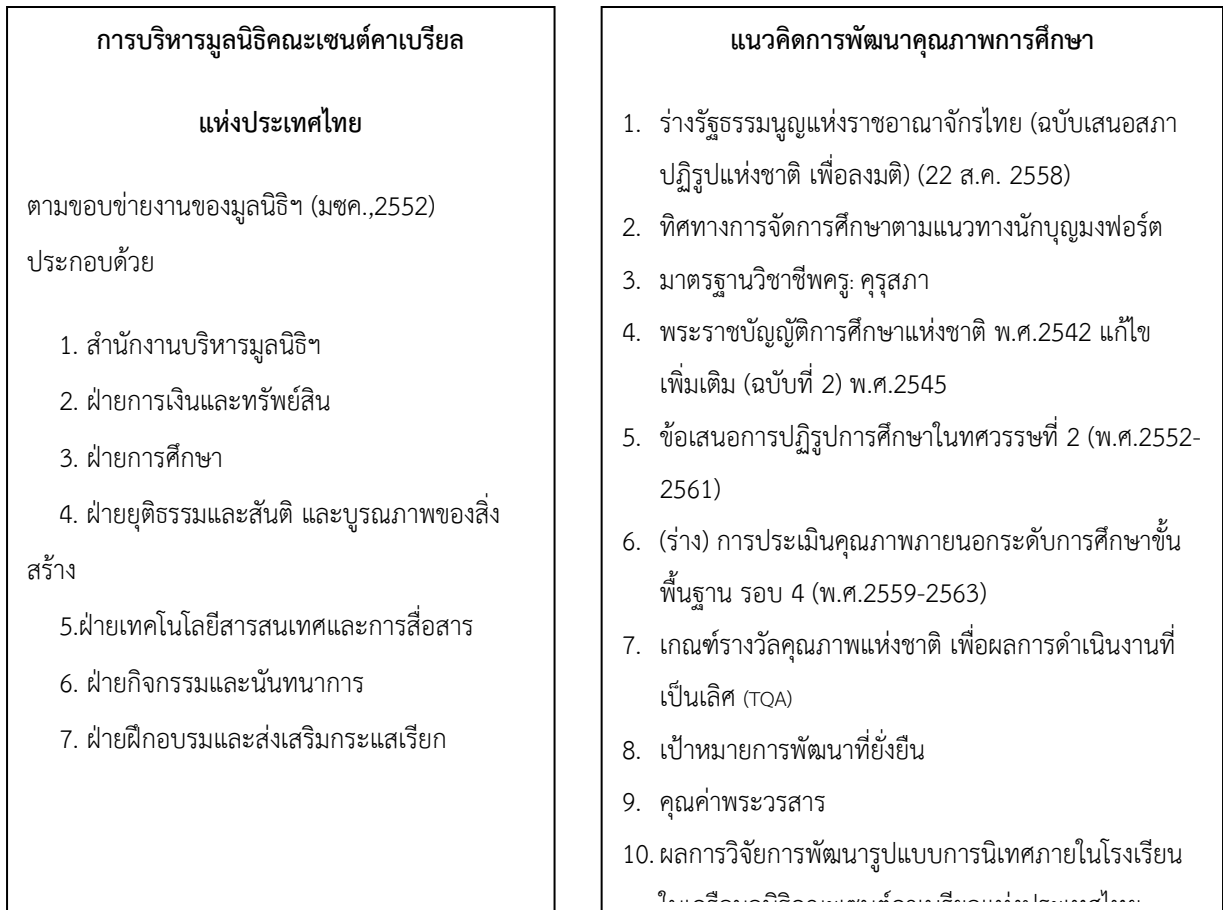 การบริหารมูลนิธิคณะเซนต์คาเบรียล
แห่งประเทศไทย
ตามขอบข่ายงานของมูลนิธิฯ (มซค.,2552)
ประกอบด้วย
1. สำนักงานบริหารมูลนิธิฯ
2. ฝ่ายการเงินและทรัพย์สิน
3. ฝ่ายการศึกษา
4. ฝ่ายยุติธรรมและสันติ และบูรณภาพของสิ่ง
สร้าง
5.ฝ่ายเทคโนโลยีสารสนเทศและการสื่อสาร
6. ฝ่ายกิจกรรมและนันทนาการ
7. ฝ่ายฝึกอบรมและส่งเสริมกระแสเรียก
แนวคิดการพัฒนาคุณภาพการศึกษา
1. ร่างรัฐธรรมนูญแห่งราชอาณาจักรไทย (ฉบับเสนอสภา
ปฏิรูปแห่งชาติ เพื่อลงมติ) (22 ส.ค. 2558)
2. ทิศทางการจัดการศึกษาตามแนวทางนักบุญมงฟอร์ต
3. มาตรฐานวิชาชีพครู: คุรุสภา
4. พระราชบัญญัติการศึกษาแห่งชาติ พ.ศ.2542 แก้ไข
เพิ่มเติม (ฉบับที่ 2) พ.ศ.2545
5. ข้อเสนอการปฏิรูปการศึกษาในทศวรรษที่ 2 (พ.ศ.2552-
2561)
6. (ร่าง) การประเมินคุณภาพภายนอกระดับการศึกษาขั้น
พื้นฐาน รอบ 4 (พ.ศ.2559-2563)
7. เกณฑ์รางวัลคุณภาพแห่งชาติ เพื่อผลการดำเนินงานที่
เป็นเลิศ (TQA)
8. เป้าหมายการพัฒนาที่ยั่งยืน
9. คุณค่าพระวรสาร
10. ผลการวิจัยการพัฒนารูปแบบการนิเทศภายในโรงเรียน